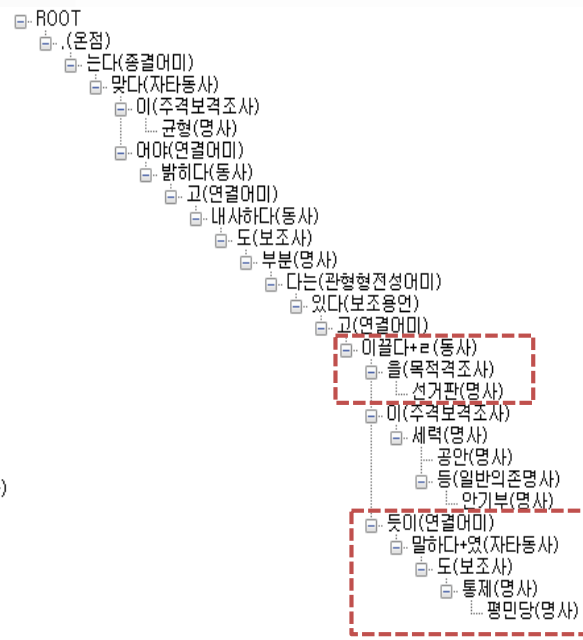 ROOT
.(온점)
는다(종결어미)
맞다(자타동사)
이(주격보격조사)
균형(명사)
어야(연결어미)
밝히다(동사)
고(연결어미)
내사하다(동사)
도(보조사)
부분(명사)
다는(관형형전성어미)
있다(보조용언)
고(연결어미)
이끌다+ㄹ(동사)
을(목적격조사)
선거판(명사)
이(주격보격조사)
세력(명사)
공안(명사)
등(일반의존명사)
안기부(명사)
)
듯이(연결어미)
말하다+였(자타동사)
도(보조사)
통제(명사)
평민당(명사)